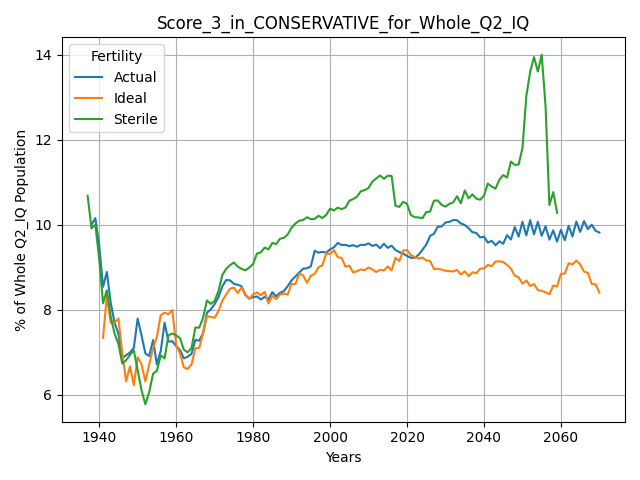 Score_3_in_CONSERVATIVE_for_Whole_Q2_IQ
Fertility
Actual
Ideal
Sterile
14
12
10
8
6
% of Whole Q2_IQ Population
1940
1960
1980
2000
2020
2040
2060
Years